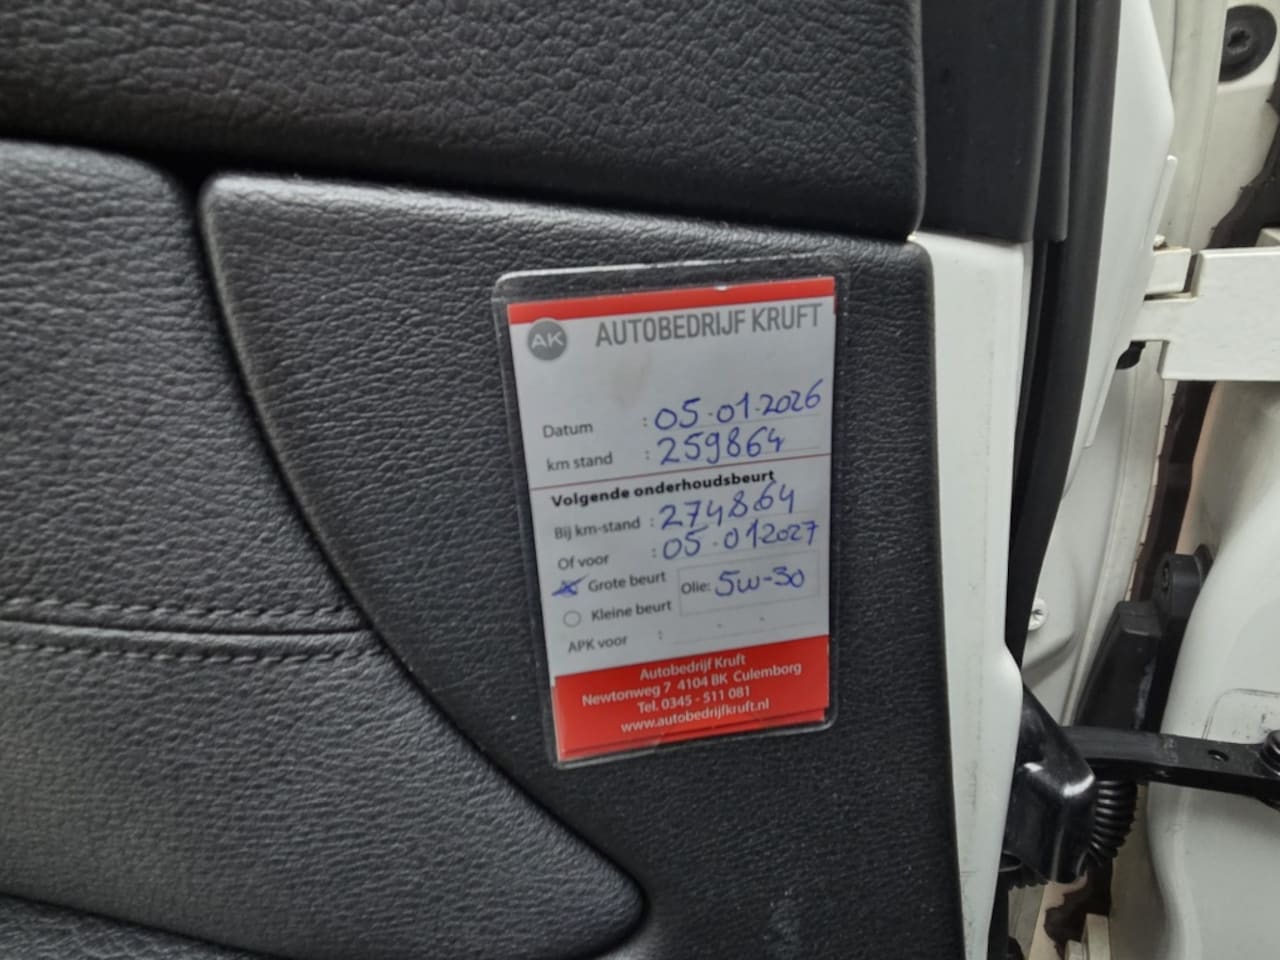 AK AUTOBEDRIJF KRUFT
Datum : 05-01-2026
km stand : 259864
Volgende onderhoudsbeurt
Bij km-stand : 274864
Of voor : 05-01-2027
Grote beurt
Olie: 5w-30
Kleine beurt
APK voor :
Autobedrijf Kruft
Newtonweg 7 4104 BK Culemborg
Tel. 0345 - 511 081
www.autobedrijfkruft.nl